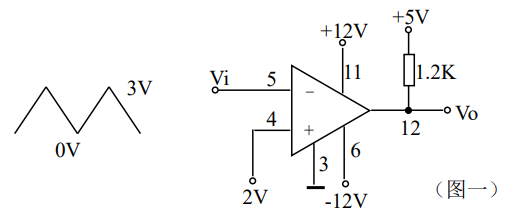 +5V
+12V
3V
Vi
5
11
1.2K
−
4
+
Vo
0V
12
3
6
2V
-12V
（图一）